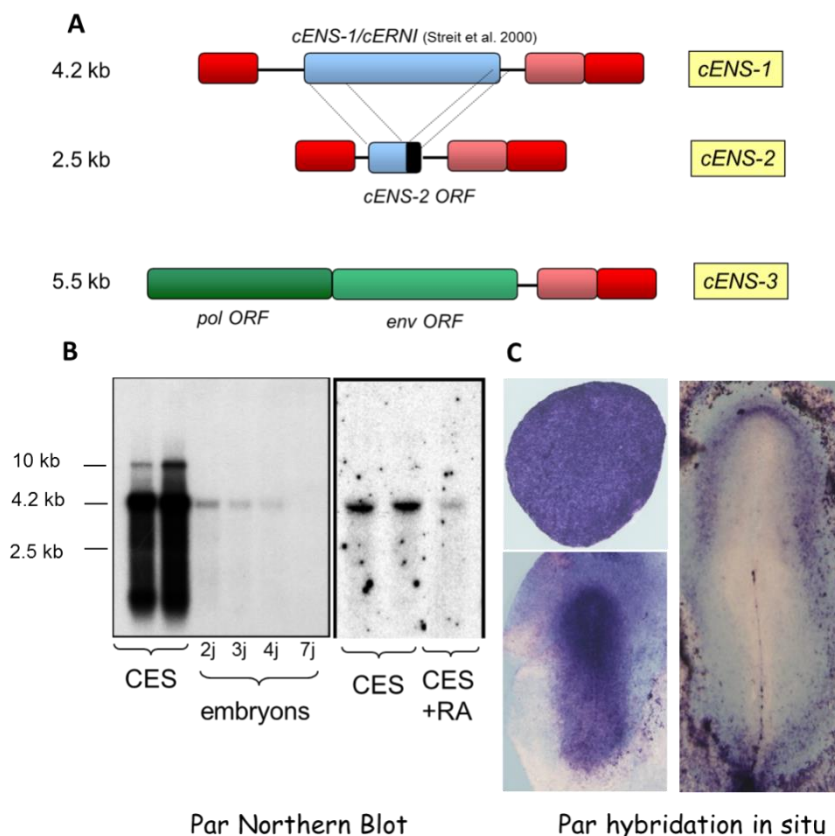 A
cENS-1/cERNI (Streit et al. 2000)
4.2 kb
cENS-1
2.5 kb
cENS-2
cENS-2 ORF
5.5 kb
cENS-3
pol ORF
env ORF
B
C
10 kb
4.2 kb
2.5 kb
2j 3j 4j 7j
CES
embryons
CES
CES
+RA
Par Northern Blot
Par hybridation in situ